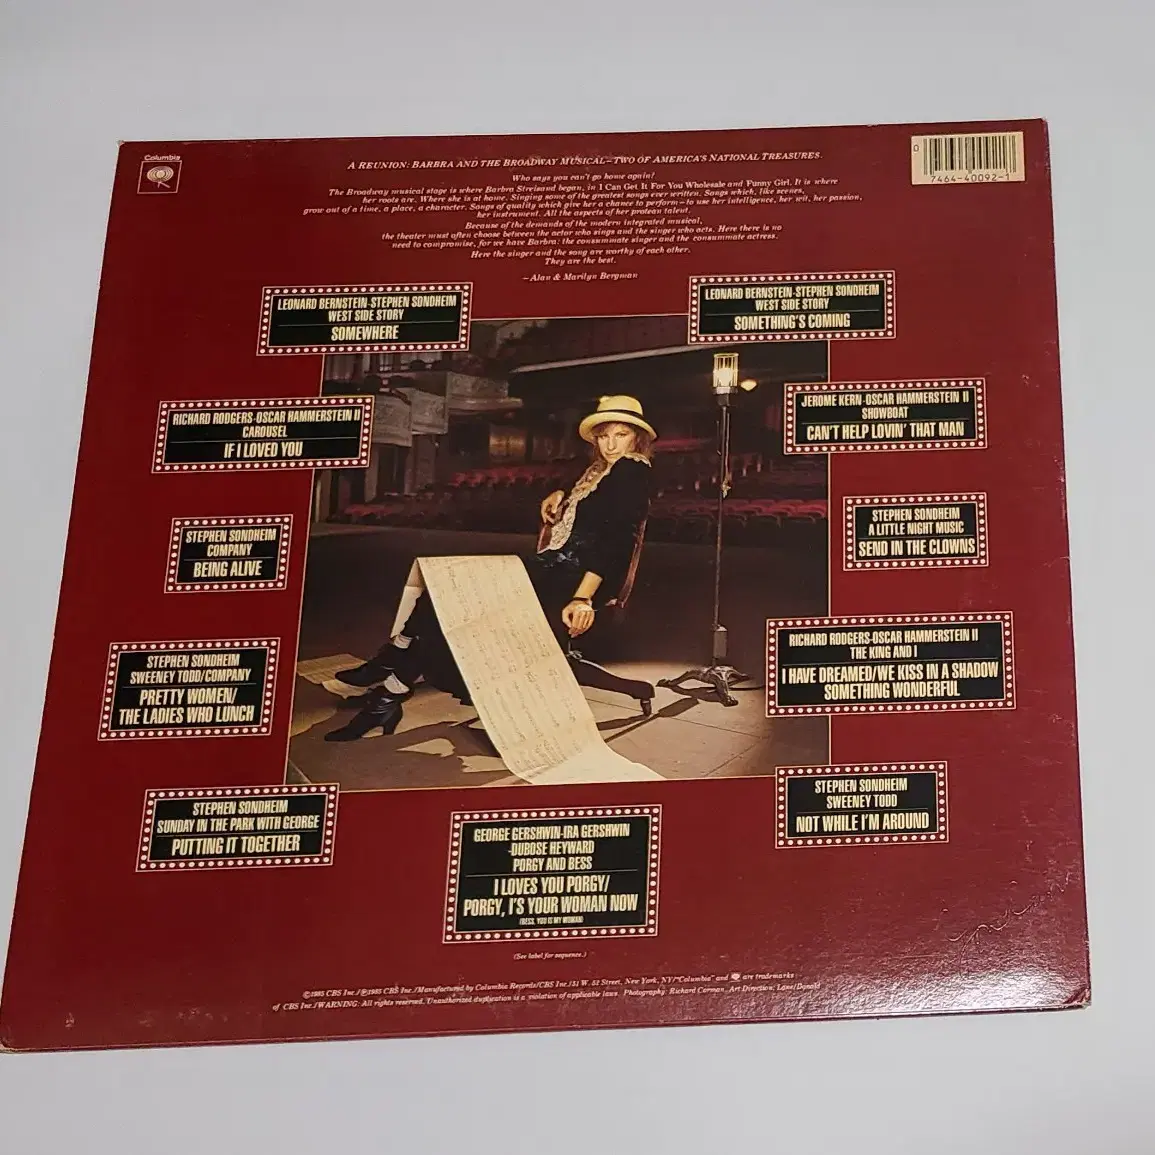 Columbia
A REUNION: BARBRA AND THE BROADWAY MUSICAL—TWO OF AMERICA'S NATIONAL TREASURES.
Who says you can't go home again?
The Broadway musical stage is where Barbra Streisand began, in I Can Get It For You Wholesale and Funny Girl. It is where
her roots are. Where she is at home. Singing some of the greatest songs ever written. Songs which, like scenes,
grow out of a time, a place, a character. Songs of quality which give her a chance to perform—to use her intelligence, her wit, her passion,
her instrument. All the aspects of her protean talent.
Because of the demands of the modern integrated musical,
the theater must often choose between the actor who sings and the singer who acts. Here there is no
need to compromise, for we have Barbra: the consummate singer and the consummate actress.
Here the singer and the song are worthy of each other.
They are the best.
—Alan & Marilyn Bergman
0
7464-40092-1
LEONARD BERNSTEIN-STEPHEN SONDHEIM
WEST SIDE STORY
SOMEWHERE
LEONARD BERNSTEIN-STEPHEN SONDHEIM
WEST SIDE STORY
SOMETHING'S COMING
RICHARD RODGERS-OSCAR HAMMERSTEIN II
CAROUSEL
IF I LOVED YOU
JEROME KERN-OSCAR HAMMERSTEIN II
SHOWBOAT
CAN'T HELP LOVIN' THAT MAN
STEPHEN SONDHEIM
COMPANY
BEING ALIVE
STEPHEN SONDHEIM
A LITTLE NIGHT MUSIC
SEND IN THE CLOWNS
STEPHEN SONDHEIM
SWEENEY TODD/COMPANY
PRETTY WOMEN/
THE LADIES WHO LUNCH
RICHARD RODGERS-OSCAR HAMMERSTEIN II
THE KING AND I
I HAVE DREAMED/WE KISS IN A SHADOW
SOMETHING WONDERFUL
STEPHEN SONDHEIM
SUNDAY IN THE PARK WITH GEORGE
PUTTING IT TOGETHER
STEPHEN SONDHEIM
SWEENEY TODD
NOT WHILE I'M AROUND
GEORGE GERSHWIN-IRA GERSHWIN
-DUBOSE HEYWARD
PORGY AND BESS
I LOVES YOU PORGY/
PORGY, I'S YOUR WOMAN NOW
(BESS, YOU IS MY WOMAN)
(See label for sequence.)
©1985 CBS Inc./℗1985 CBS Inc./Manufactured by Columbia Records/CBS Inc./51 W. 52 Street, New York, NY/"Columbia" and are trademarks
of CBS Inc./WARNING: All rights reserved. Unauthorized duplication is a violation of applicable laws. Photography: Richard Corman. Art Direction: Lane/Donald